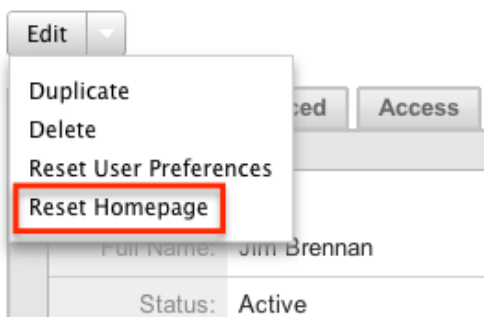 Edit
Duplicate
Delete
Reset User Preferences
Reset Homepage
Access
Full Name: Jim Brennan
Status: Active